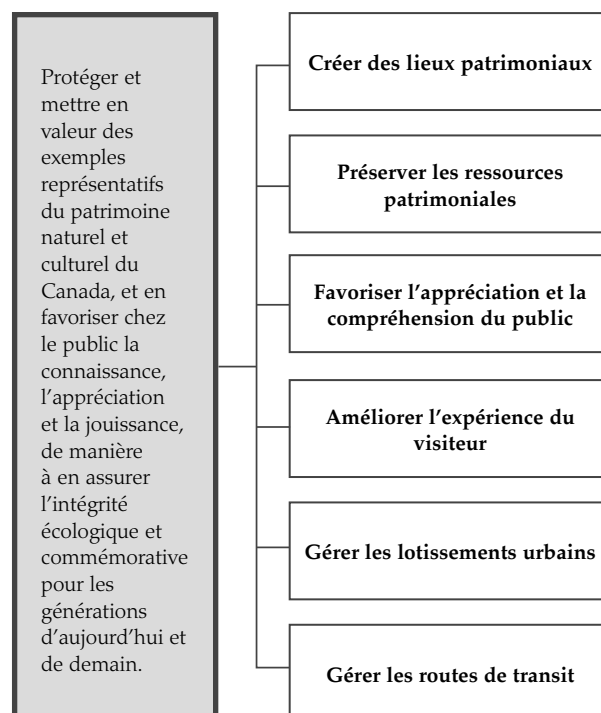 Protéger et
mettre en
valeur des
exemples
représentatifs
du patrimoine
naturel et
culturel du
Canada, et en
favoriser chez
le public la
connaissance,
l’appréciation
et la jouissance,
de manière
à en assurer
l’intégrité
écologique et
commémorative
pour les
générations
d’aujourd’hui et
de demain.
Créer des lieux patrimoniaux
Préserver les ressources
patrimoniales
Favoriser l’appréciation et la
compréhension du public
Améliorer l’expérience du
visiteur
Gérer les lotissements urbains
Gérer les routes de transit